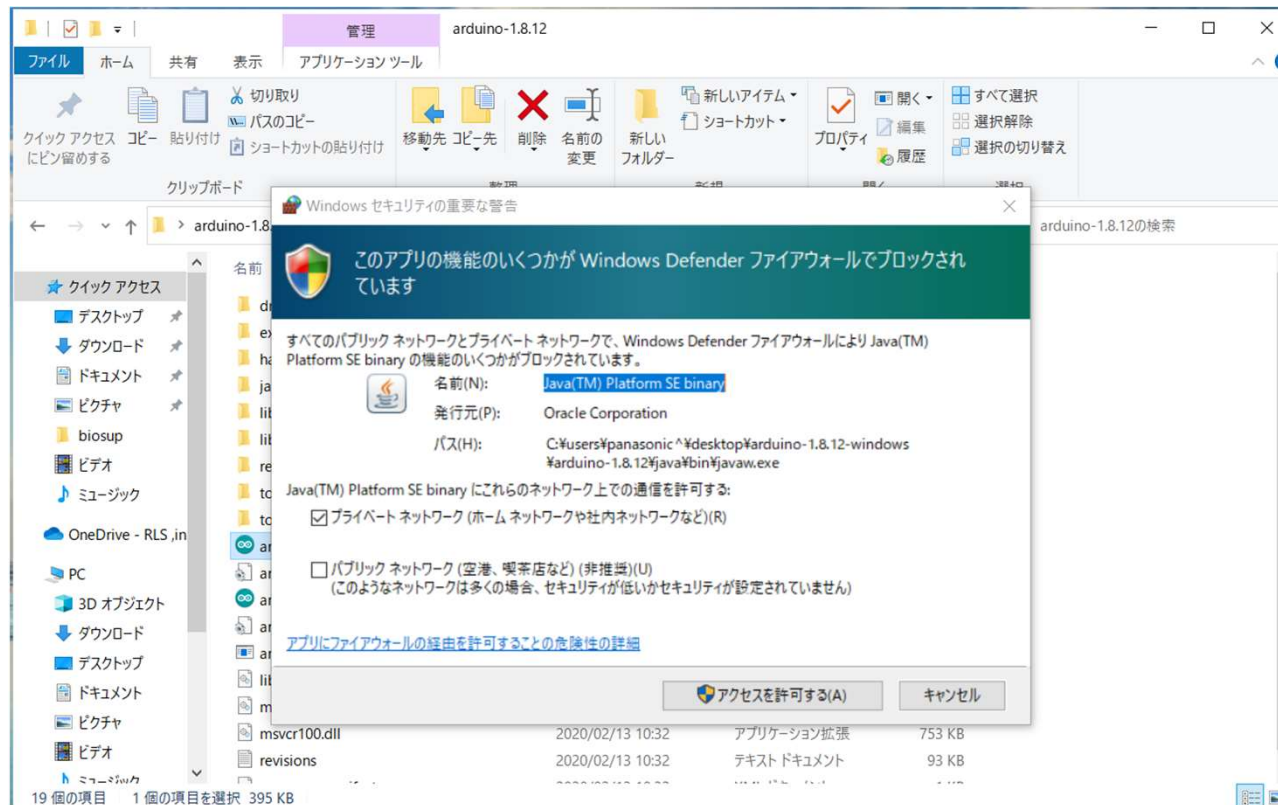 管理
arduino-1.8.12
ファイル
ホーム
共有
表示
アプリケーション ツール
クイック アクセス
にピン留めする
コピー
貼り付け
切り取り
パスのコピー
ショートカットの貼り付け
移動先
コピー先
削除
名前の
変更
新しい
フォルダー
新しいアイテム
ショートカット
プロパティ
開く
編集
履歴
すべて選択
選択解除
選択の切り替え
クリップボード
arduino-1.8.
arduino-1.8.12の検索
名前
クイック アクセス
デスクトップ
ダウンロード
ドキュメント
ピクチャ
biosup
ビデオ
ミュージック
OneDrive - RLS ,in
PC
3D オブジェクト
ダウンロード
デスクトップ
ドキュメント
ピクチャ
ビデオ
ミュージック
Windows セキュリティの重要な警告
このアプリの機能のいくつかが Windows Defender ファイアウォールでブロックされ
ています
すべてのパブリック ネットワークとプライベート ネットワークで、Windows Defender ファイアウォールにより Java(TM)
Platform SE binary の機能のいくつかがブロックされています。
名前(N): Java(TM) Platform SE binary
発行元(P): Oracle Corporation
パス(H): C:¥users¥panasonic^¥desktop¥arduino-1.8.12-windows
¥arduino-1.8.12¥java¥bin¥javaw.exe
Java(TM) Platform SE binary にこれらのネットワーク上での通信を許可する:
プライベート ネットワーク (ホーム ネットワークや社内ネットワークなど)(R)
パブリック ネットワーク (空港、喫茶店など) (非推奨)(U)
(このようなネットワークは多くの場合、セキュリティが低いかセキュリティが設定されていません)
アプリにファイアウォールの経由を許可することの危険性の詳細
アクセスを許可する(A)
キャンセル
msvcr100.dll 2020/02/13 10:32 アプリケーション拡張 753 KB
revisions 2020/02/13 10:32 テキスト ドキュメント 93 KB
19 個の項目 1 個の項目を選択 395 KB